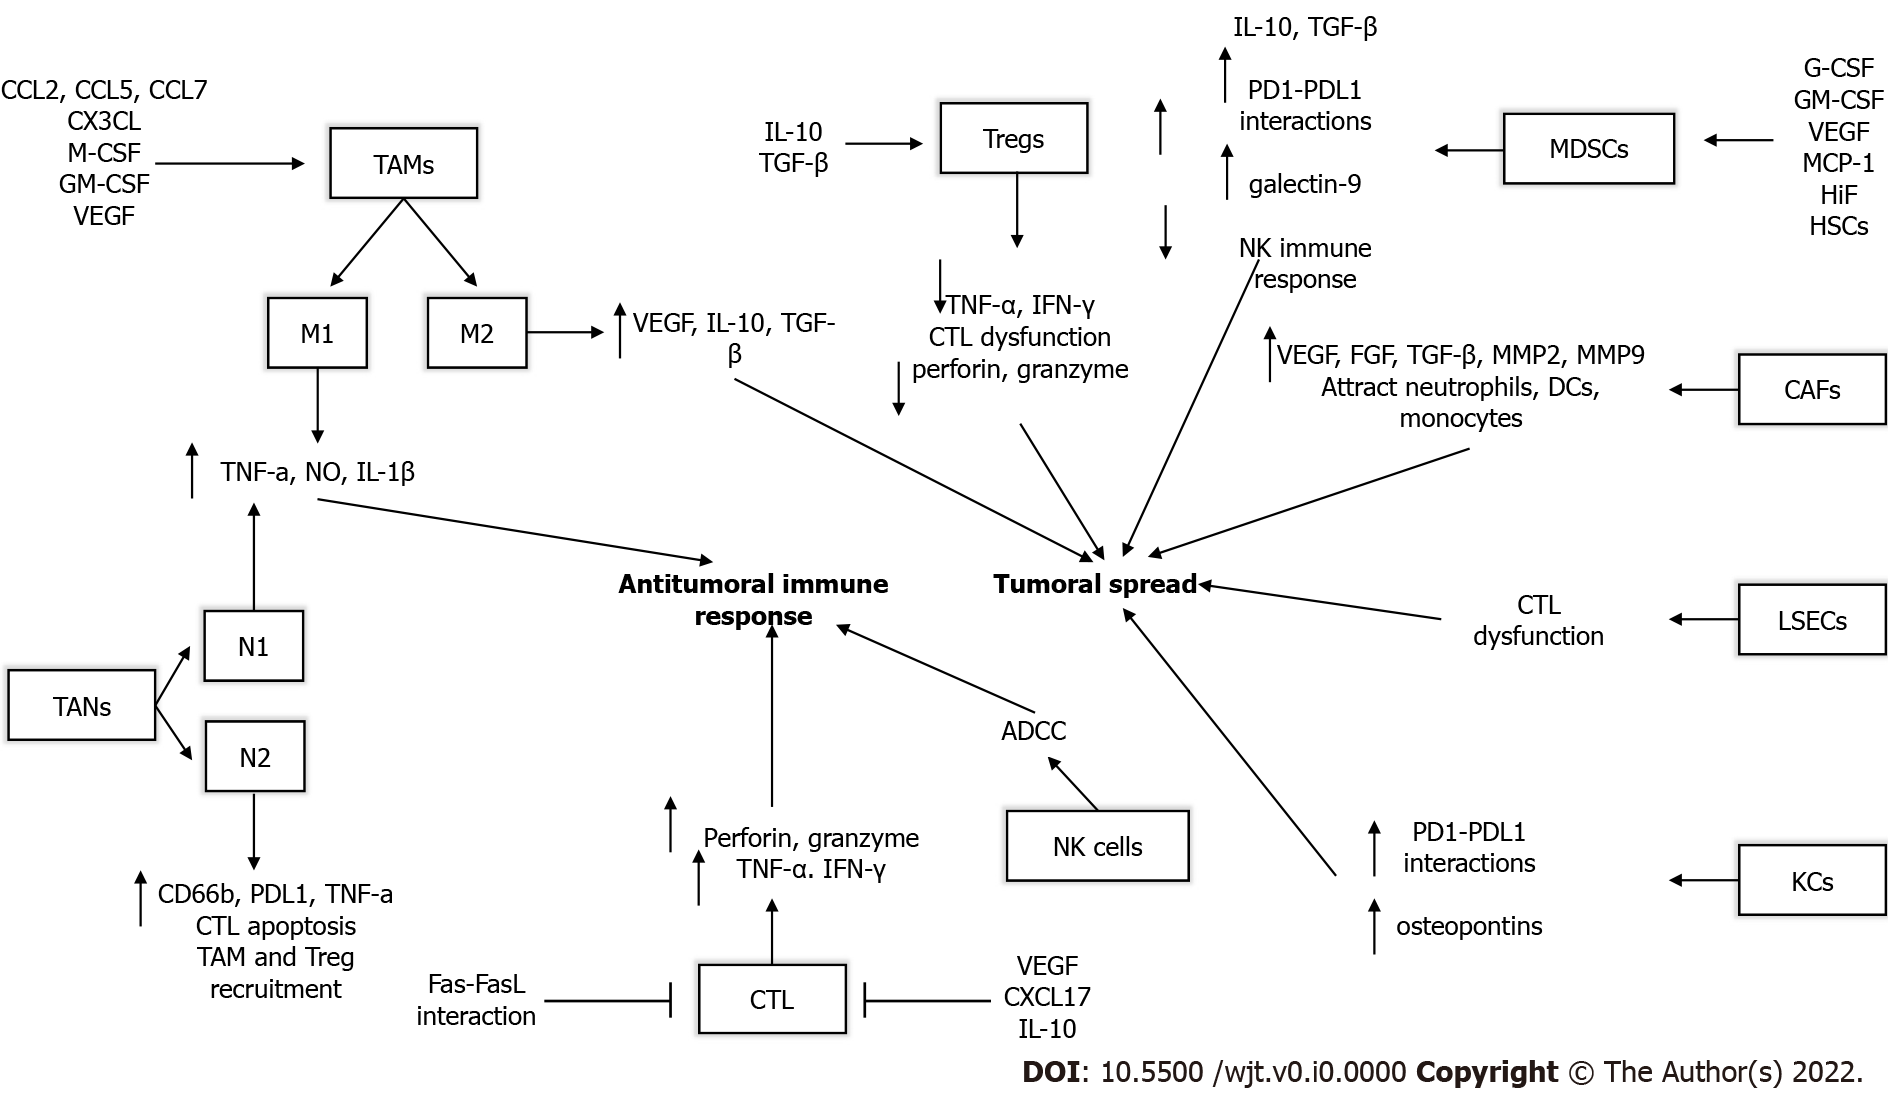 CCL2, CCL5, CCL7
CX3CL
M-CSF
GM-CSF
VEGF
TAMs
M1
M2
VEGF, IL-10, TGF-
β
TNF-a, NO, IL-1β
IL-10
TGF-β
Tregs
TNF-α, IFN-γ
CTL dysfunction
perforin, granzyme
IL-10, TGF-β
PD1-PDL1
interactions
galectin-9
NK immune
response
MDSCs
G-CSF
GM-CSF
VEGF
MCP-1
HiF
HSCs
VEGF, FGF, TGF-β, MMP2, MMP9
Attract neutrophils, DCs,
monocytes
CAFs
Antitumoral immune
response
Tumoral spread
CTL
dysfunction
LSECs
TANs
N1
N2
CD66b, PDL1, TNF-a
CTL apoptosis
TAM and Treg
recruitment
ADCC
NK cells
Perforin, granzyme
TNF-α. IFN-γ
Fas-FasL
interaction
CTL
VEGF
CXCL17
IL-10
PD1-PDL1
interactions
osteopontins
KCs
DOI: 10.5500 /wjt.v0.i0.0000 Copyright © The Author(s) 2022.